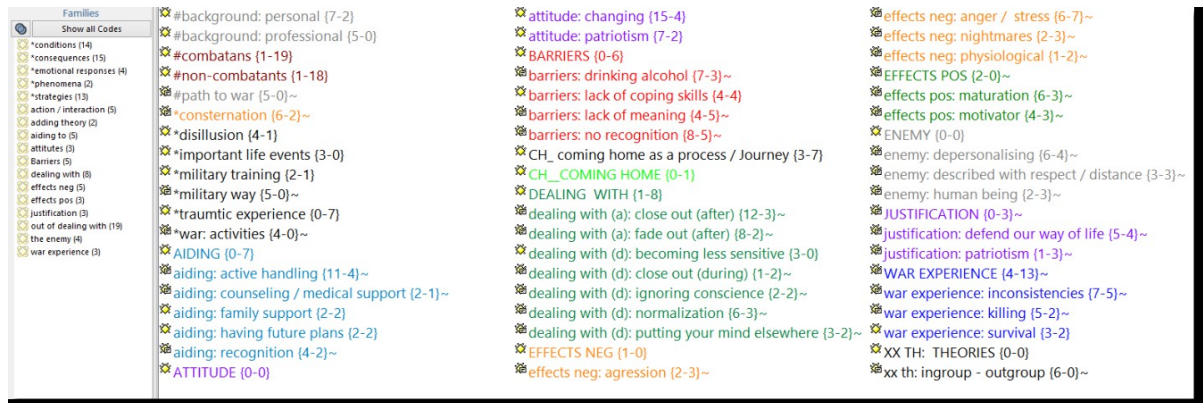 Families
Show all Codes
*conditions (14)
*consequences (15)
*emotional responses (4)
*phenomena (2)
*strategies (13)
action / interaction (5)
adding theory (2)
aiding to (5)
attitutes (3)
Barriers (5)
dealing with (8)
effects neg (5)
effects pos (3)
justification (3)
out of dealing with (19)
the enemy (4)
war experience (3)
#background: personal {7-2}
#background: professional {5-0}
#combatans {1-19}
#non-combatants {1-18}
#path to war {5-0}~
*consternation {6-2}~
*disillusion {4-1}
*important life events {3-0}
*military training {2-1}
*military way {5-0}~
*traumtic experience {0-7}
*war: activities {4-0}~
AIDING {0-7}
aiding: active handling {11-4}~
aiding: counseling / medical support {2-1}~
aiding: family support {2-2}
aiding: having future plans {2-2}
aiding: recognition {4-2}~
ATTITUDE {0-0}
attitude: changing {15-4}
attitude: patriotism {7-2}
BARRIERS {0-6}
barriers: drinking alcohol {7-3}~
barriers: lack of coping skills {4-4}
barriers: lack of meaning {4-5}~
barriers: no recognition {8-5}~
CH_ coming home as a process / Journey {3-7}
CH__COMING HOME {0-1}
DEALING WITH {1-8}
dealing with (a): close out (after) {12-3}~
dealing with (a): fade out (after) {8-2}~
dealing with (d): becoming less sensitive {3-0}
dealing with (d): close out (during) {1-2}~
dealing with (d): ignoring conscience {2-2}~
dealing with (d): normalization {6-3}~
dealing with (d): putting your mind elsewhere {3-2}~
EFFECTS NEG {1-0}
effects neg: agression {2-3}~
effects neg: anger / stress {6-7}~
effects neg: nightmares {2-3}~
effects neg: physiological {1-2}~
EFFECTS POS {2-0}~
effects pos: maturation {6-3}~
effects pos: motivator {4-3}~
ENEMY {0-0}
enemy: depersonalising {6-4}~
enemy: described with respect / distance {3-3}~
enemy: human being {2-3}~
JUSTIFICATION {0-3}~
justification: defend our way of life {5-4}~
justification: patriotism {1-3}~
WAR EXPERIENCE {4-13}~
war experience: inconsistencies {7-5}~
war experience: killing {5-2}~
war experience: survival {3-2}
XX TH: THEORIES {0-0}
xx th: ingroup - outgroup {6-0}~